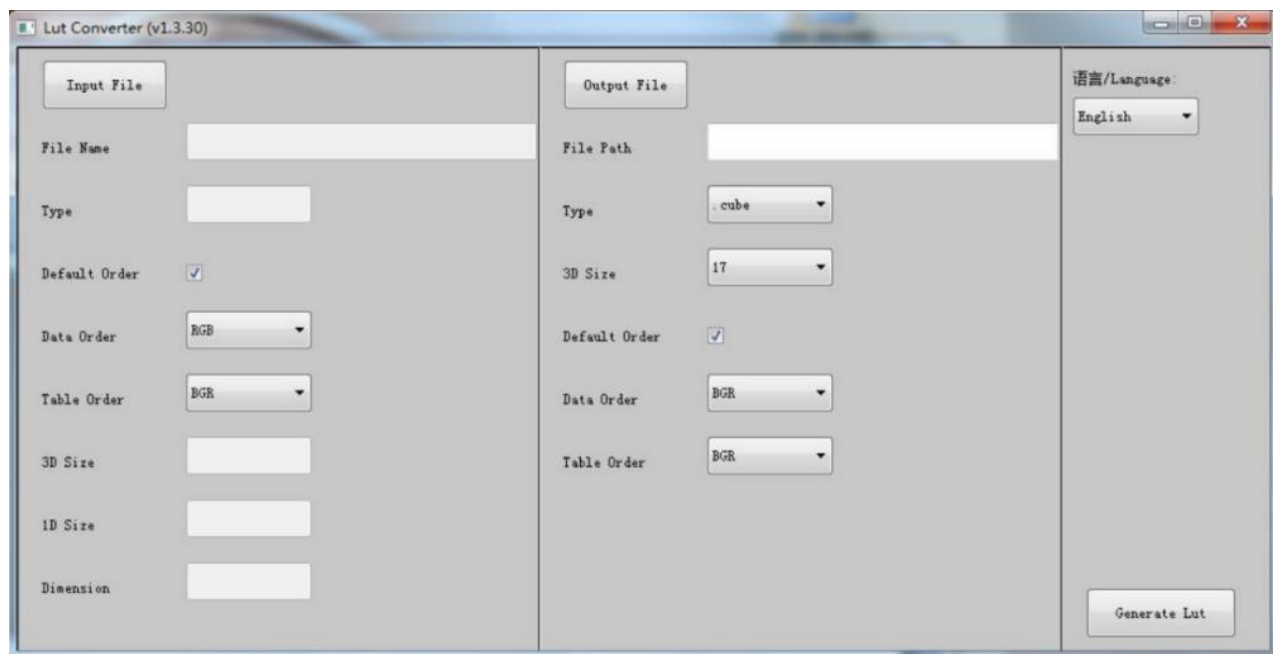 Lut Converter (v1.3.30)
Input File
File Name
Type
Default Order
Data Order RGB
Table Order BGR
3D Size
1D Size
Dimension
Output File
File Path
Type .cube
3D Size 17
Default Order
Data Order BGR
Table Order BGR
语言/Language:
English
Generate Lut